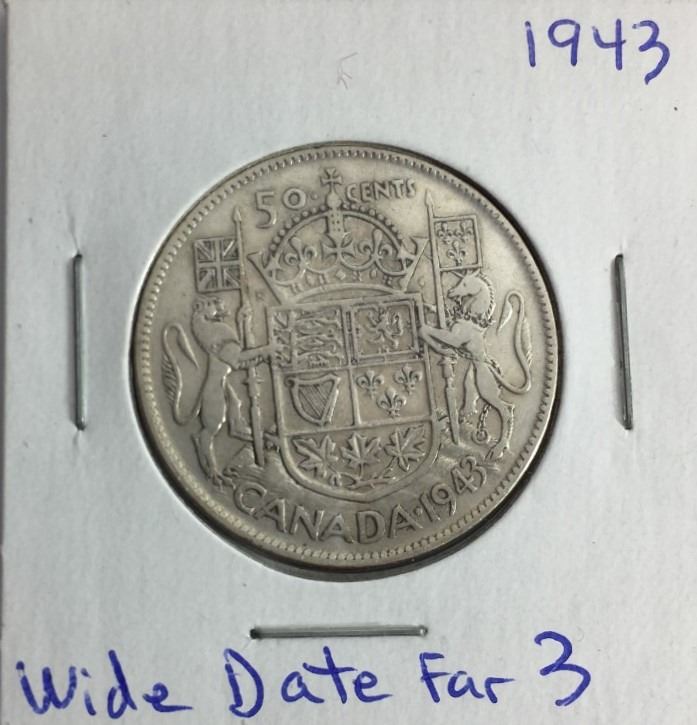 1943
50 CENTS
CANADA·1943
Wide Date Far 3